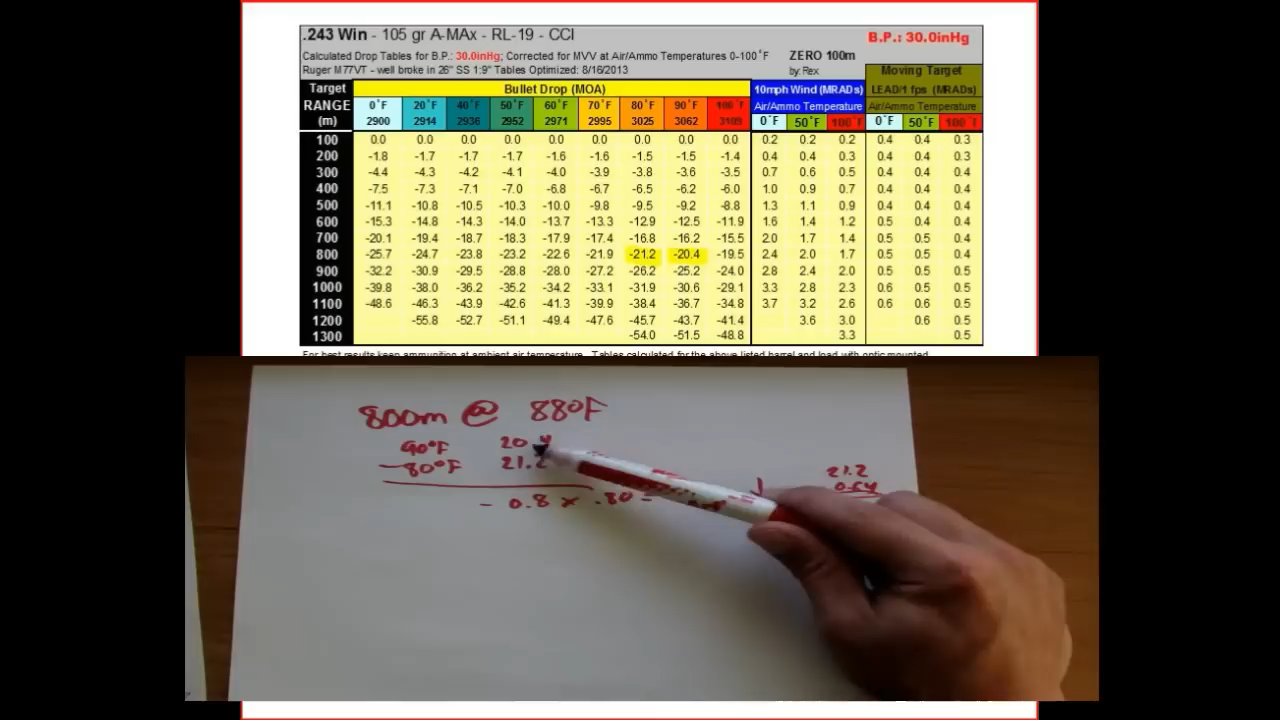 .243 Win - 105 gr A-MAx - RL-19 - CCI B.P.: 30.0inHg
Calculated Drop Tables for B.P.: 30.0inHg; Corrected for MVV at Air/Ammo Temperatures 0-100°F ZERO 100m
Ruger M77VT - well broke in 26" SS 1:9" Tables Optimized: 8/16/2013 by: Rex Moving Target
Target Bullet Drop (MOA) 10mph Wind (MRADs) LEAD/1 fps (MRADs)
RANGE 0°F 20°F 40°F 50°F 60°F 70°F 80°F 90°F 100°F Air/Ammo Temperature Air/Ammo Temperature
(m) 2900 2914 2936 2952 2971 2995 3025 3062 3109 0°F 50°F 100°F 0°F 50°F 100°F
100 0.0 0.0 0.0 0.0 0.0 0.0 0.0 0.0 0.0 0.2 0.2 0.2 0.4 0.4 0.3
200 -1.8 -1.7 -1.7 -1.7 -1.6 -1.6 -1.5 -1.5 -1.4 0.4 0.4 0.3 0.4 0.4 0.3
300 -4.4 -4.3 -4.2 -4.1 -4.0 -3.9 -3.8 -3.6 -3.5 0.7 0.6 0.5 0.4 0.4 0.4
400 -7.5 -7.3 -7.1 -7.0 -6.8 -6.7 -6.5 -6.2 -6.0 1.0 0.9 0.7 0.4 0.4 0.4
500 -11.1 -10.8 -10.5 -10.3 -10.0 -9.8 -9.5 -9.2 -8.8 1.3 1.1 0.9 0.5 0.4 0.4
600 -15.3 -14.8 -14.3 -14.0 -13.7 -13.3 -12.9 -12.5 -11.9 1.6 1.4 1.2 0.5 0.4 0.4
700 -20.1 -19.4 -18.7 -18.3 -17.9 -17.4 -16.8 -16.2 -15.5 2.0 1.7 1.4 0.5 0.5 0.4
800 -25.7 -24.7 -23.8 -23.2 -22.6 -21.9 -21.2 -20.4 -19.5 2.4 2.0 1.7 0.5 0.5 0.4
900 -32.2 -30.9 -29.5 -28.8 -28.0 -27.2 -26.2 -25.2 -24.0 2.8 2.4 2.0 0.5 0.5 0.5
1000 -39.8 -38.0 -36.2 -35.2 -34.2 -33.1 -31.9 -30.6 -29.1 3.3 2.8 2.3 0.6 0.5 0.5
1100 -48.6 -46.3 -43.9 -42.6 -41.3 -39.9 -38.4 -36.7 -34.8 3.7 3.2 2.6 0.6 0.6 0.5
1200 -55.8 -52.7 -51.1 -49.4 -47.6 -45.7 -43.7 -41.4 3.6 3.0 0.6 0.5
1300 -54.0 -51.5 -48.8 3.3 0.5
For best results keep ammunition at ambient air temperature. Tables calculated for the above listed barrel and load with optic mounted.
800m @ 88°F
90°F 20.4
-80°F 21.2
- 0.8 x .80 =
21.2
0.64